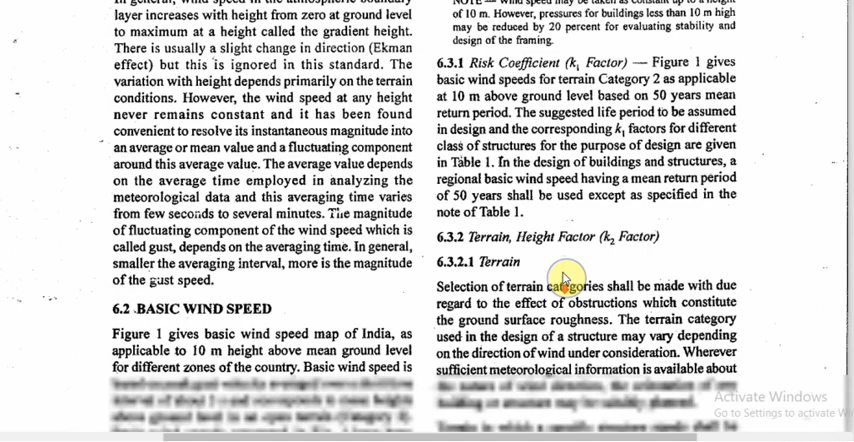 In general, wind speed in the atmospheric boundary
layer increases with height from zero at ground level
to maximum at a height called the gradient height.
There is usually a slight change in direction (Ekman
effect) but this is ignored in this standard. The
variation with height depends primarily on the terrain
conditions. However, the wind speed at any height
never remains constant and it has been found
convenient to resolve its instantaneous magnitude into
an average or mean value and a fluctuating component
around this average value. The average value depends
on the average time employed in analyzing the
meteorological data and this averaging time varies
from few seconds to several minutes. The magnitude
of fluctuating component of the wind speed which is
called gust, depends on the averaging time. In general,
smaller the averaging interval, more is the magnitude
of the gust speed.
6.2 BASIC WIND SPEED
Figure 1 gives basic wind speed map of India, as
applicable to 10 m height above mean ground level
for different zones of the country. Basic wind speed is
NOTE — Wind speed may be taken as constant up to a height
of 10 m. However, pressures for buildings less than 10 m high
may be reduced by 20 percent for evaluating stability and
design of the framing.
6.3.1 Risk Coefficient (k₁ Factor) — Figure 1 gives
basic wind speeds for terrain Category 2 as applicable
at 10 m above ground level based on 50 years mean
return period. The suggested life period to be assumed
in design and the corresponding k₁ factors for different
class of structures for the purpose of design are given
in Table 1. In the design of buildings and structures, a
regional basic wind speed having a mean return period
of 50 years shall be used except as specified in the
note of Table 1.
6.3.2 Terrain, Height Factor (k₂ Factor)
6.3.2.1 Terrain
Selection of terrain categories shall be made with due
regard to the effect of obstructions which constitute
the ground surface roughness. The terrain category
used in the design of a structure may vary depending
on the direction of wind under consideration. Wherever
sufficient meteorological information is available about
Activate Windows
Go to Settings to activate W